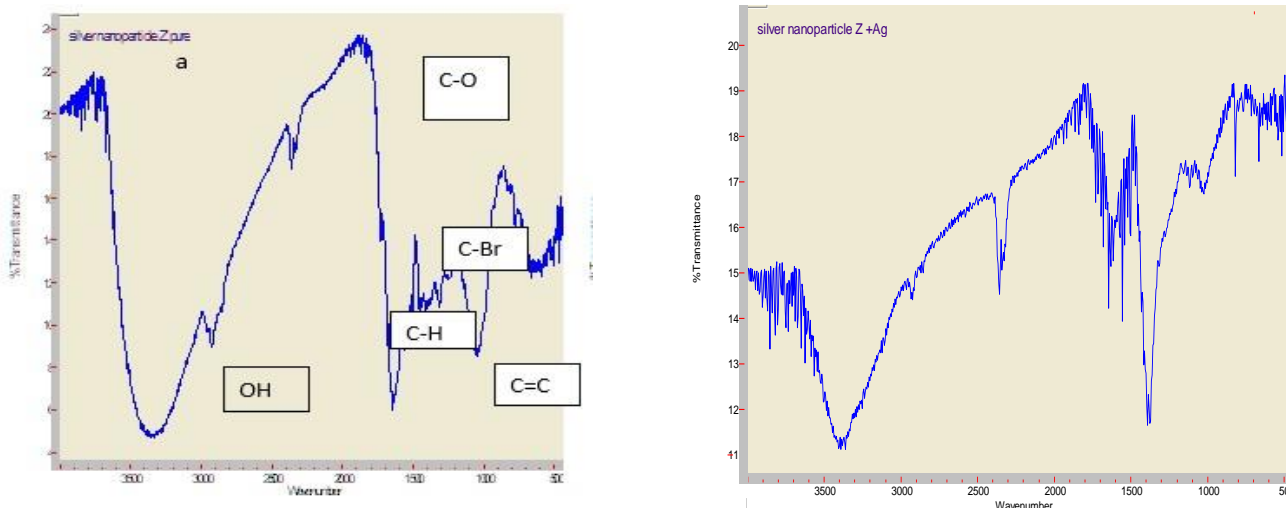 silver nanoparticle Z pure
a
C-O
C-Br
C-H
OH
C=C
%Transmittance
3500 3000 2500 2000 1500 1000 500
Wavenumber
silver nanoparticle Z +Ag
20
19
18
17
16
15
14
13
12
11
%Transmittance
3500 3000 2500 2000 1500 1000
Wavenumber